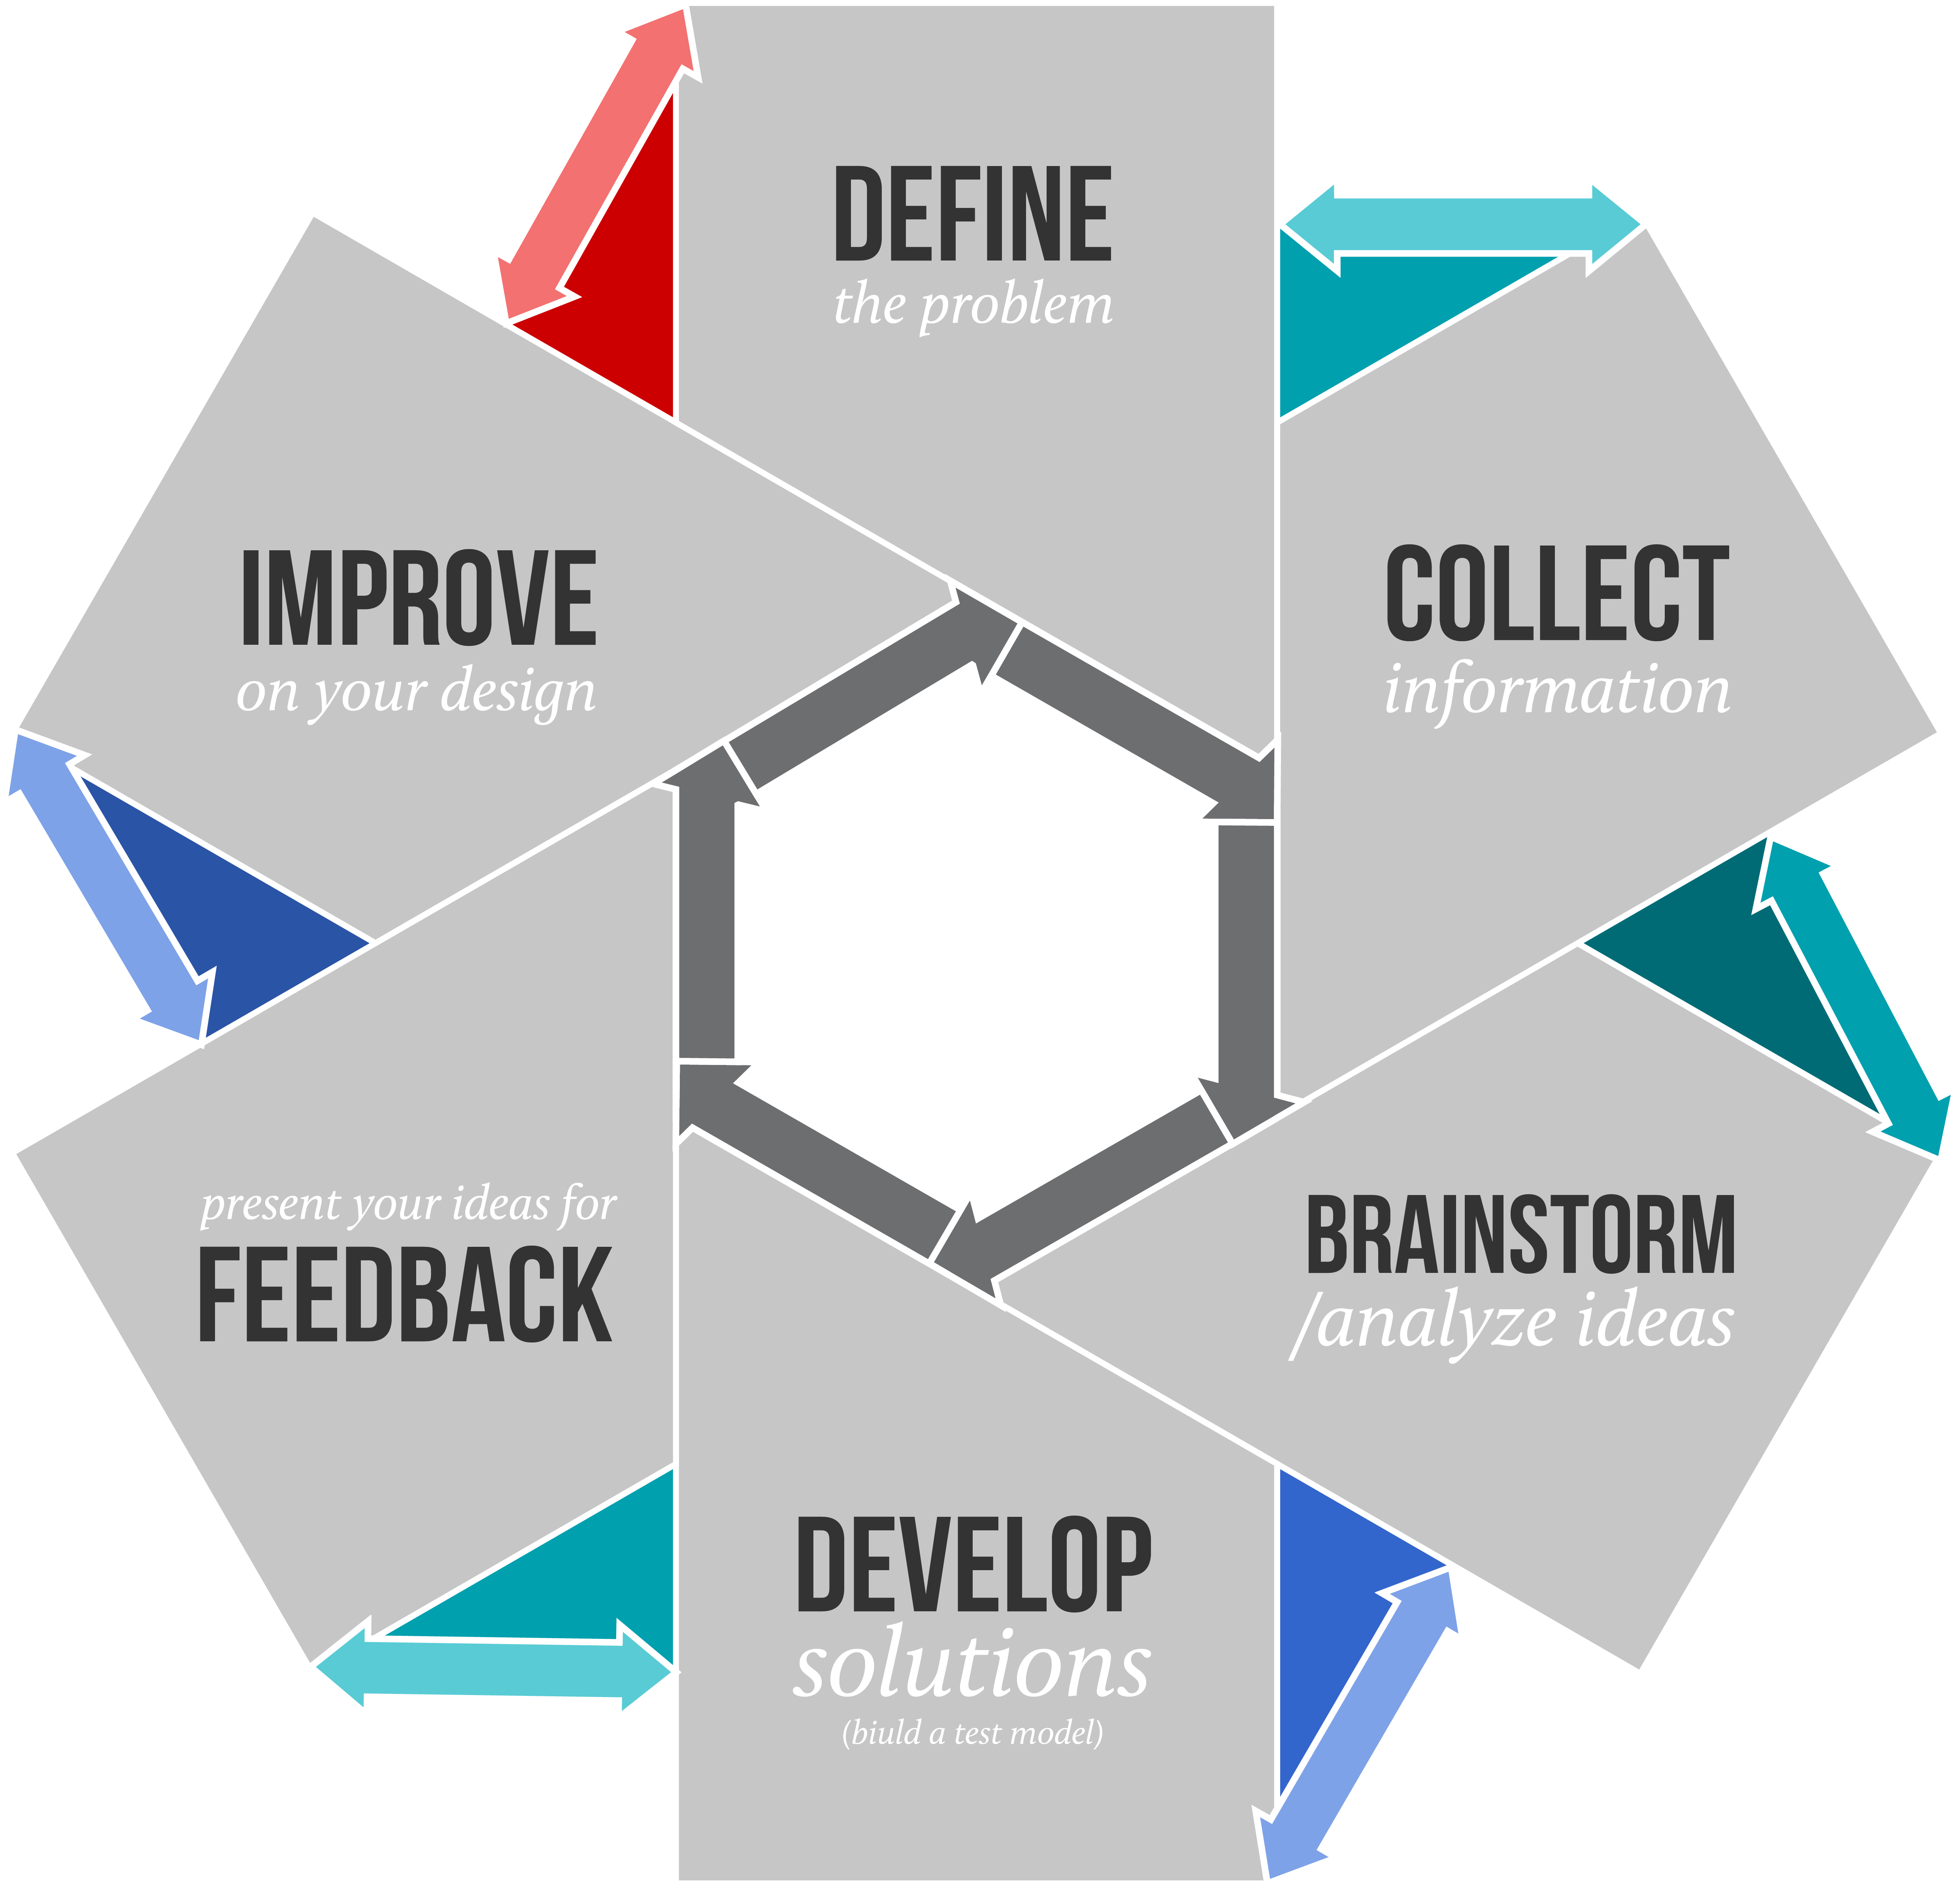 DEFINE
the problem
COLLECT
information
BRAINSTORM
/analyze ideas
DEVELOP
solutions
(biuld a test model)
present your ideas for
FEEDBACK
IMPROVE
on your design